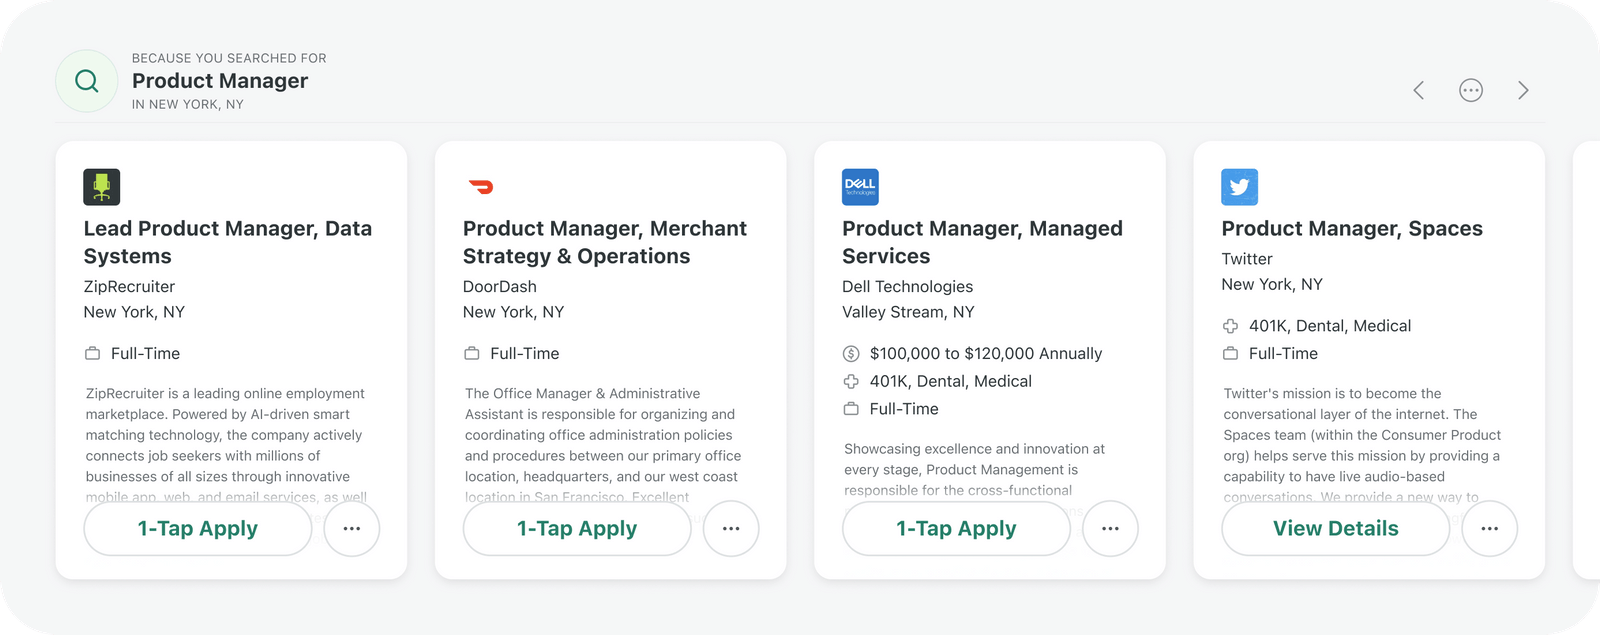 BECAUSE YOU SEARCHED FOR
Product Manager
IN NEW YORK, NY
Lead Product Manager, Data
Systems
ZipRecruiter
New York, NY
Full-Time
ZipRecruiter is a leading online employment
marketplace. Powered by AI-driven smart
matching technology, the company actively
connects job seekers with millions of
businesses of all sizes through innovative
mobile app, web, and email services, as well
1-Tap Apply
Product Manager, Merchant
Strategy & Operations
DoorDash
New York, NY
Full-Time
The Office Manager & Administrative
Assistant is responsible for organizing and
coordinating office administration policies
and procedures between our primary office
location, headquarters, and our west coast
location in San Francisco. Excellent
1-Tap Apply
DELL
Technologies
Product Manager, Managed
Services
Dell Technologies
Valley Stream, NY
$100,000 to $120,000 Annually
401K, Dental, Medical
Full-Time
Showcasing excellence and innovation at
every stage, Product Management is
responsible for the cross-functional
1-Tap Apply
Product Manager, Spaces
Twitter
New York, NY
401K, Dental, Medical
Full-Time
Twitter's mission is to become the
conversational layer of the internet. The
Spaces team (within the Consumer Product
org) helps serve this mission by providing a
capability to have live audio-based
conversations. We provide a new way to
View Details